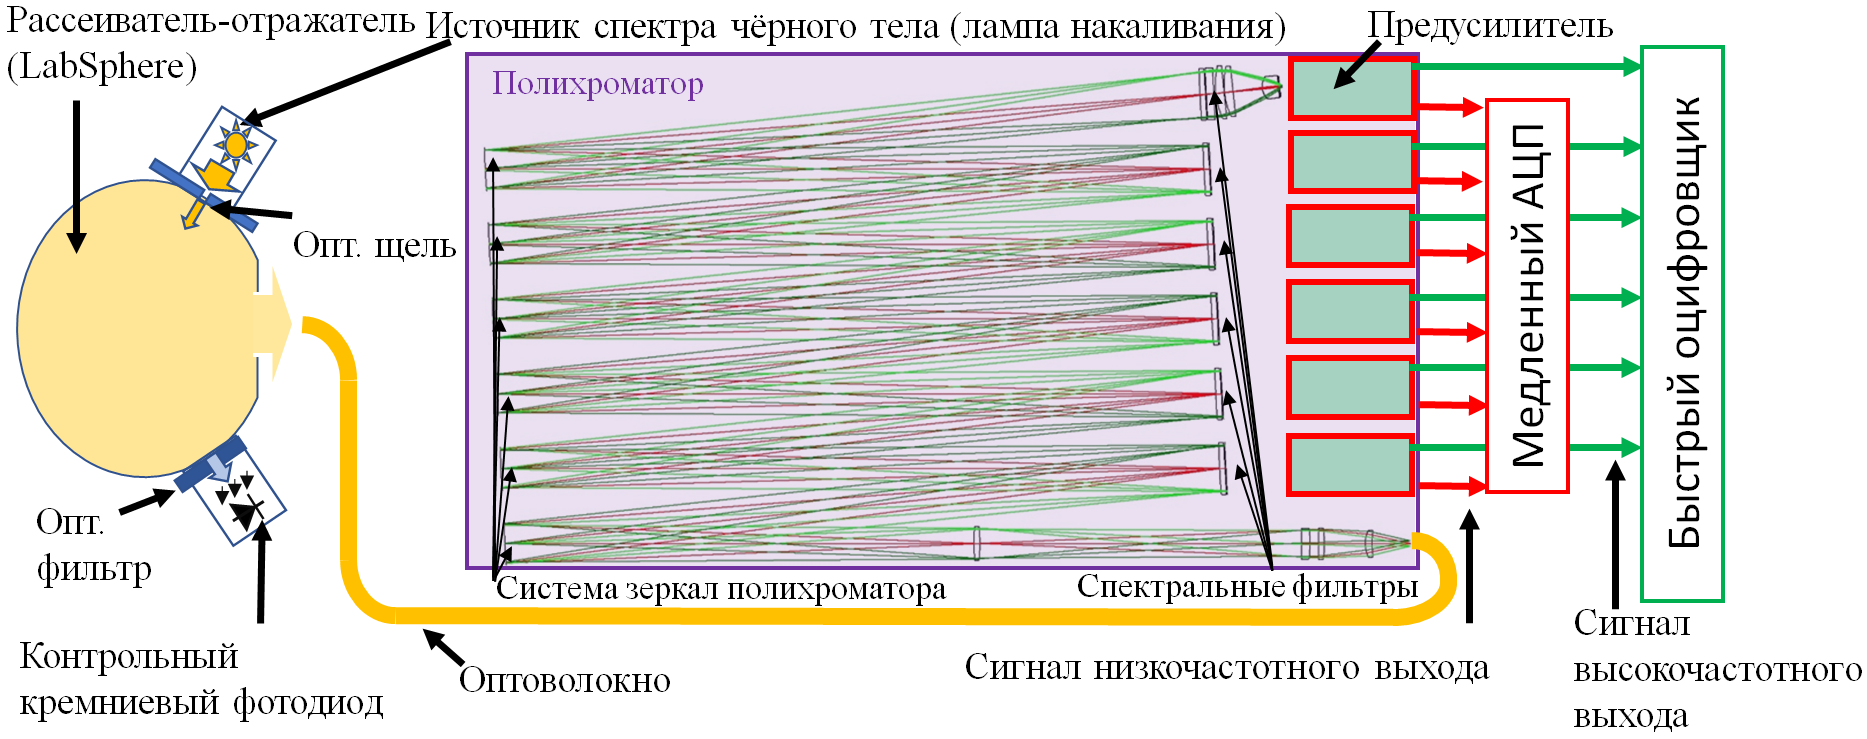 Рассеиватель-отражатель
(LabSphere)
Источник спектра чёрного тела (лампа накаливания)
Предусилитель
Полихроматор
Опт. щель
Медленный АЦП
Быстрый оцифровщик
Опт.
фильтр
Система зеркал полихроматора
Спектральные фильтры
Контрольный
кремниевый фотодиод
Оптоволокно
Сигнал низкочастотного выхода
Сигнал
высокочастотного
выхода